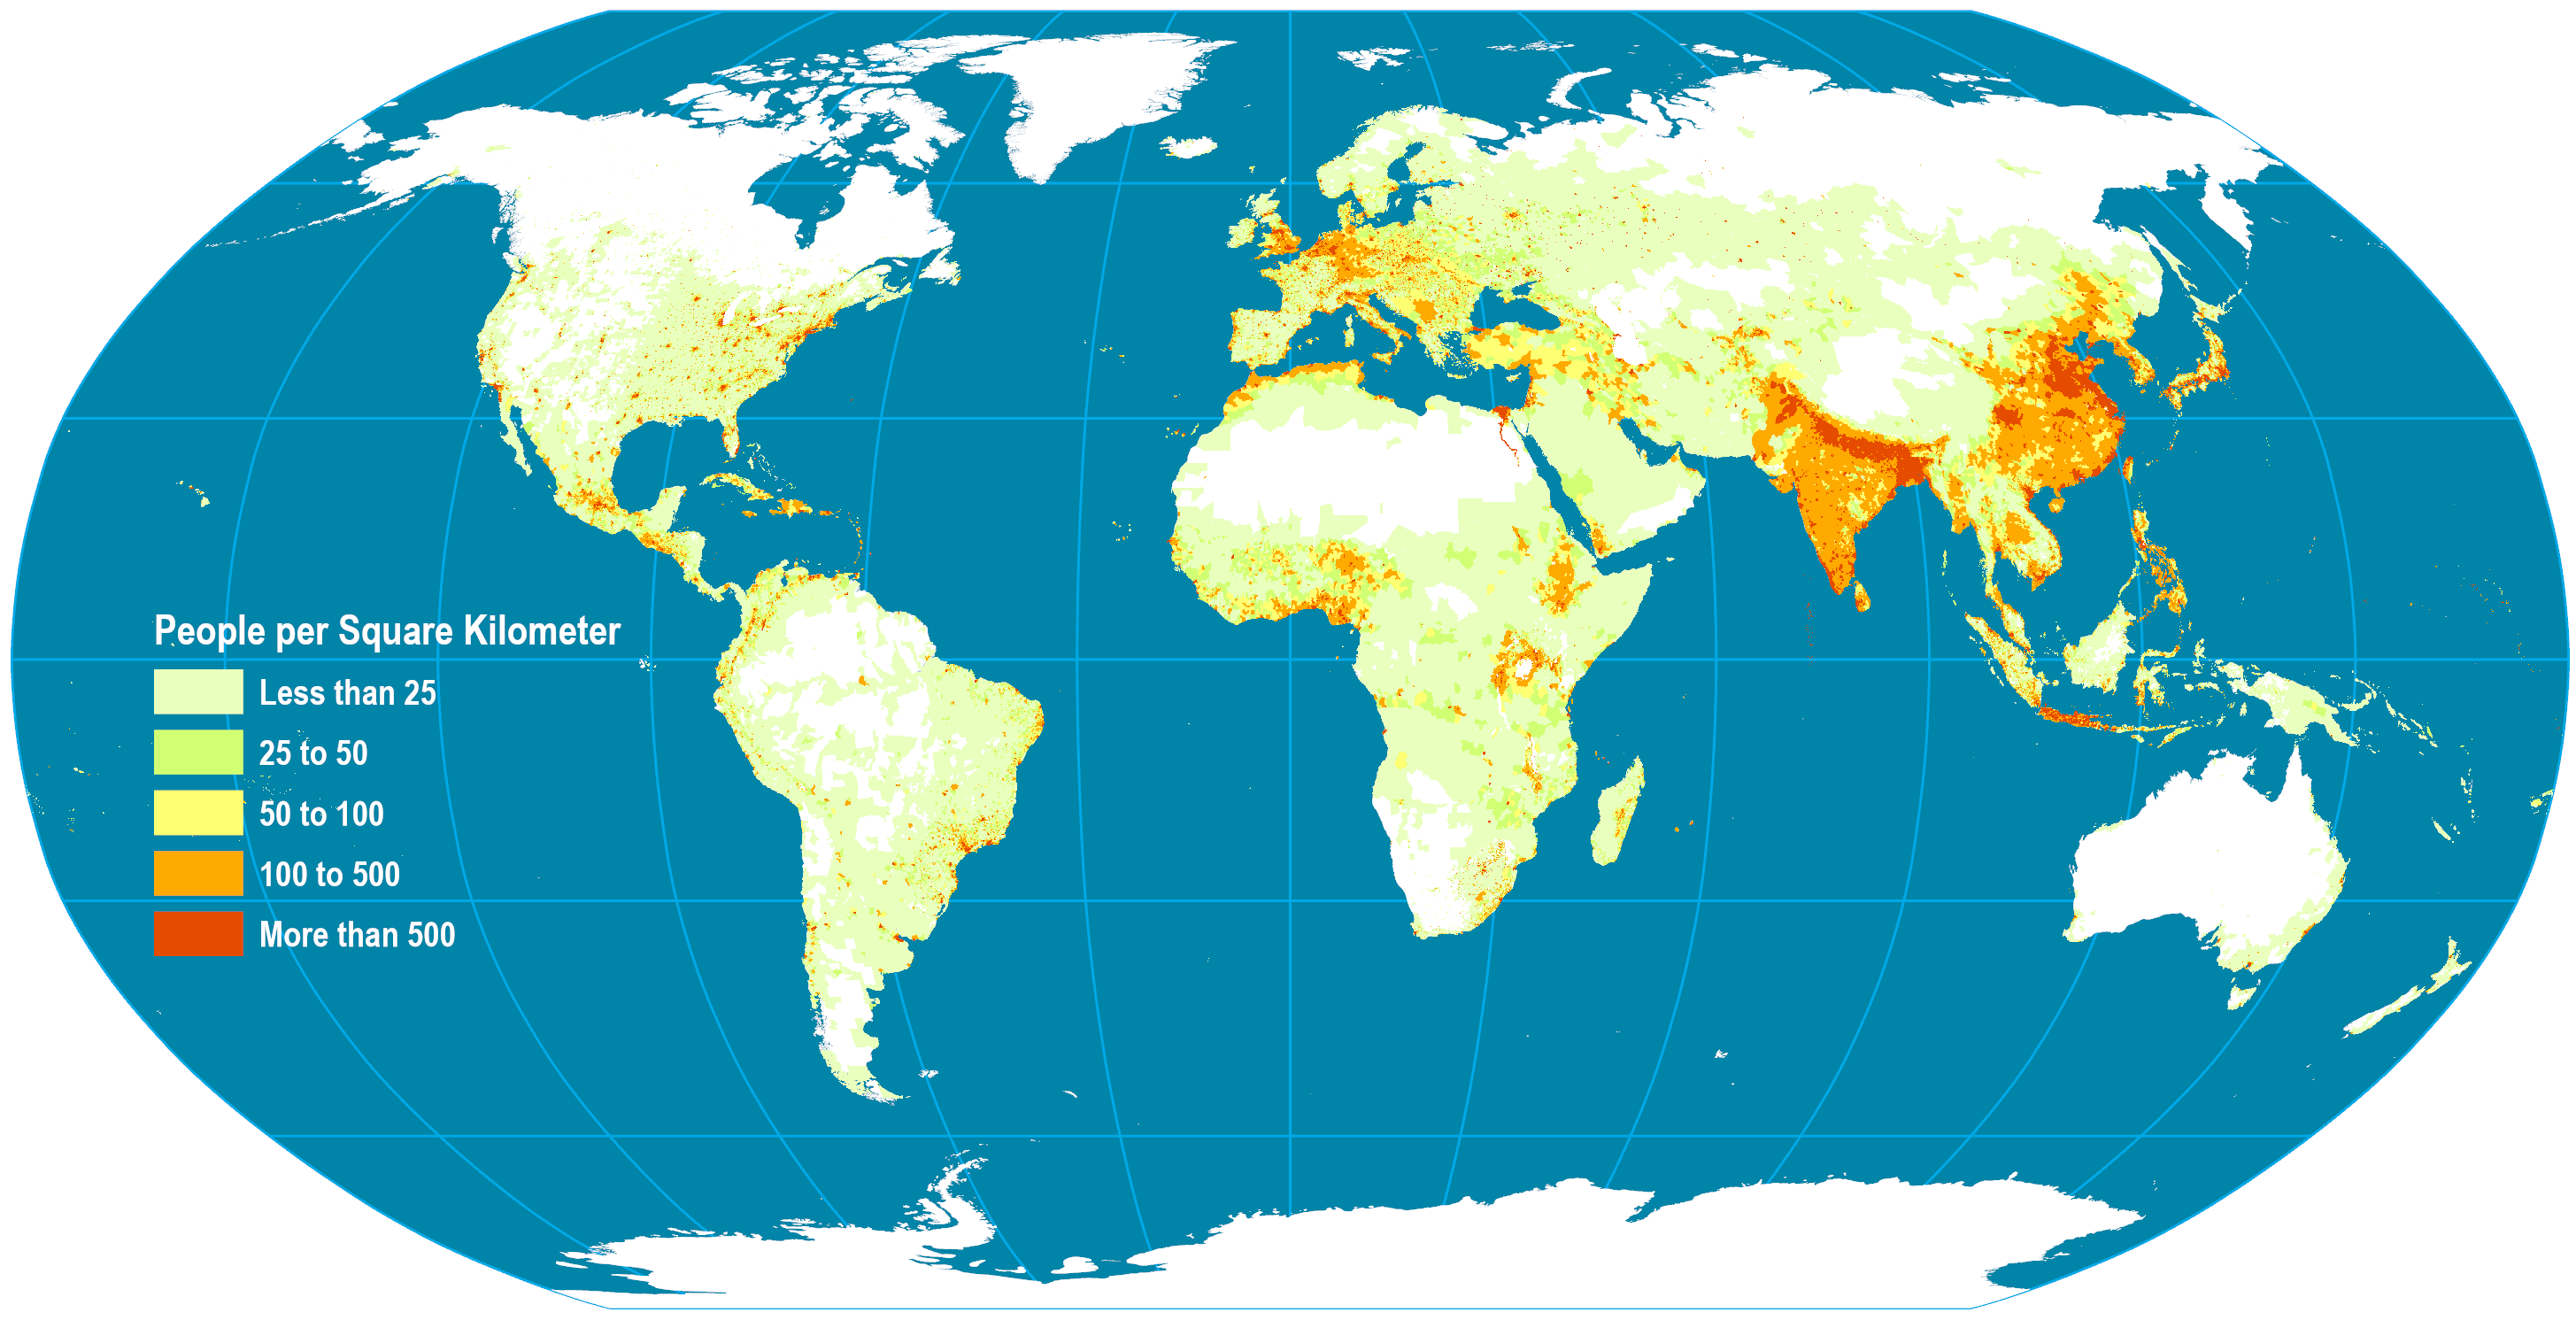 People per Square Kilometer
Less than 25
25 to 50
50 to 100
100 to 500
More than 500